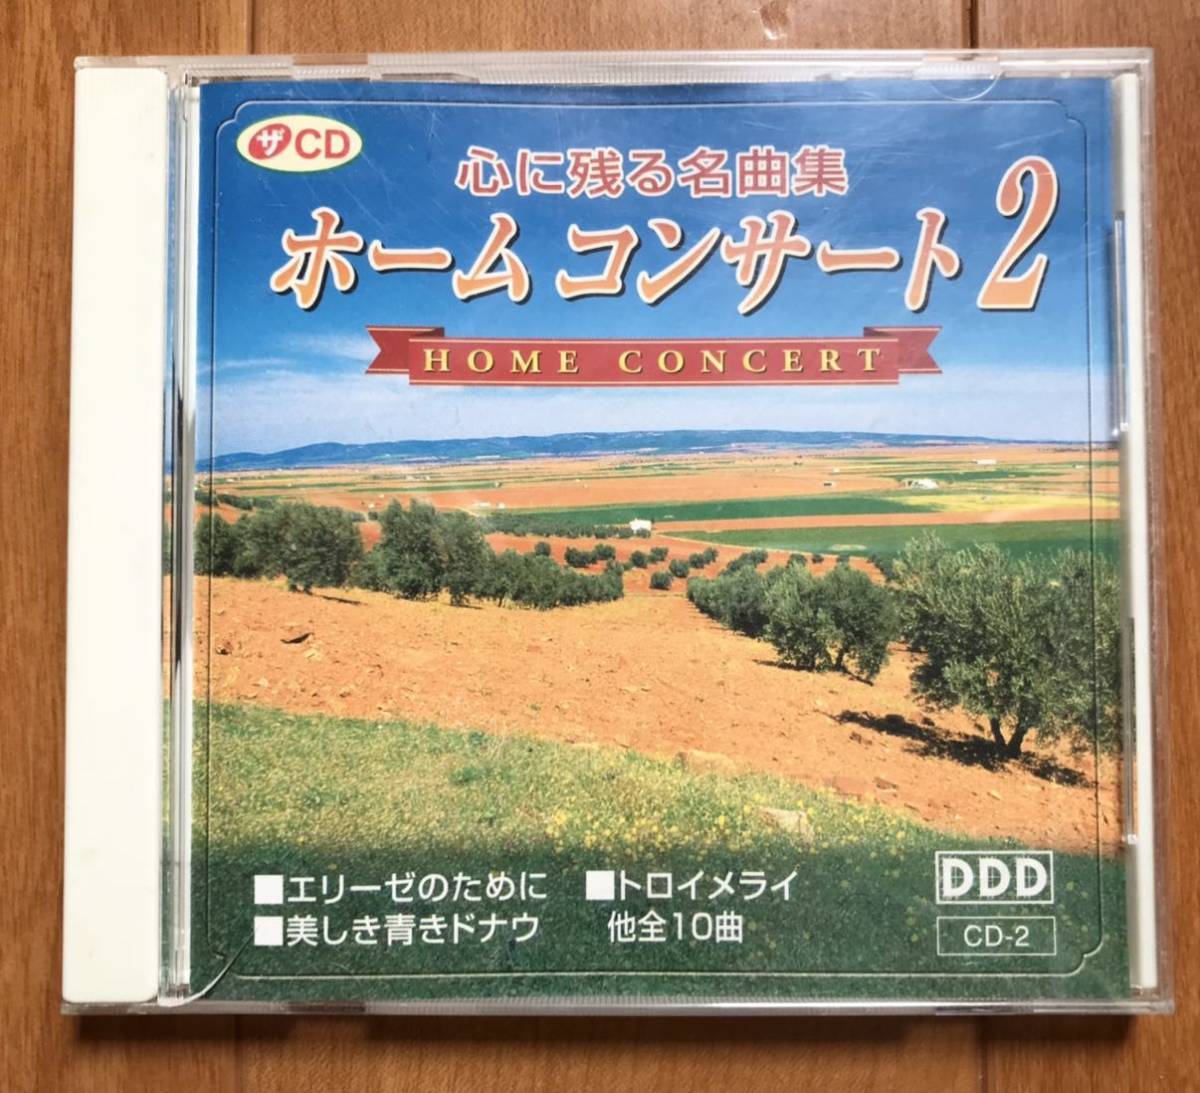 ザCD
心に残る名曲集
ホームコンサート2
HOME CONCERT
■エリーゼのために
■美しき青きドナウ
■トロイメライ
他全10曲
DDD
CD-2